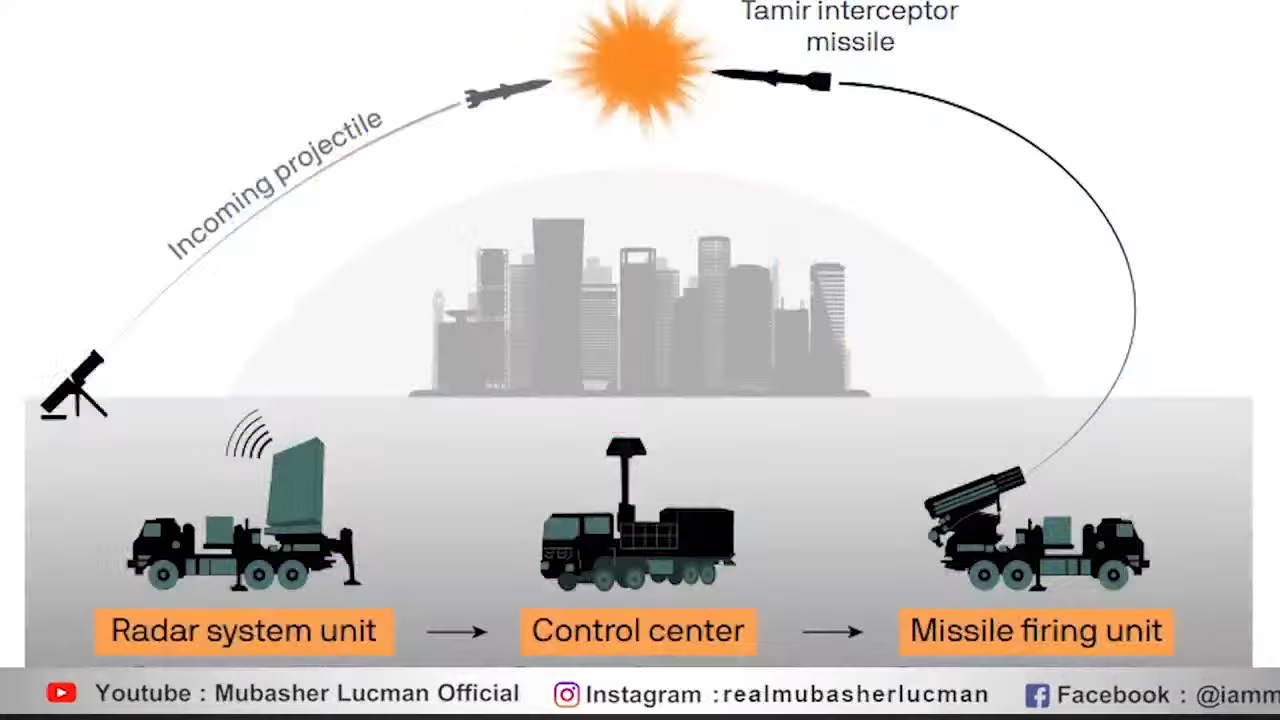 Tamir interceptor
missile
Incoming projectile
Radar system unit
Control center
Missile firing unit
Youtube : Mubasher Lucman Official
Instagram :realmubasherlucman
Facebook : @iamm